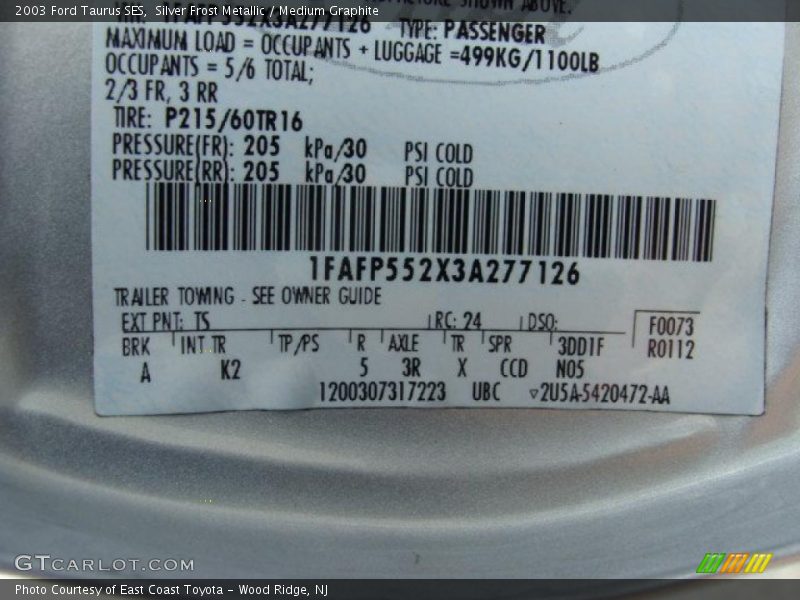 2003 Ford Taurus SES,  Silver Frost Metallic / Medium Graphite
SHOWN ABOVE.
1FAFP552X3A277126 TYPE: PASSENGER
MAXIMUM LOAD = OCCUPANTS + LUGGAGE =499KG/1100LB
OCCUPANTS = 5/6 TOTAL;
2/3 FR, 3 RR
TIRE: P215/60TR16
PRESSURE(FR): 205 kPa/30 PSI COLD
PRESSURE(RR): 205 kPa/30 PSI COLD
1FAFP552X3A277126
TRAILER TOWING - SEE OWNER GUIDE
EXT PNT: TS RC: 24 DSO: F0073
BRK INT TR TP/PS R AXLE TR SPR 3DD1F R0112
A K2 5 3R X CCD N05
1200307317223 UBC ▿2U5A-5420472-AA
GTCARLOT.COM
Photo Courtesy of East Coast Toyota – Wood Ridge, NJ